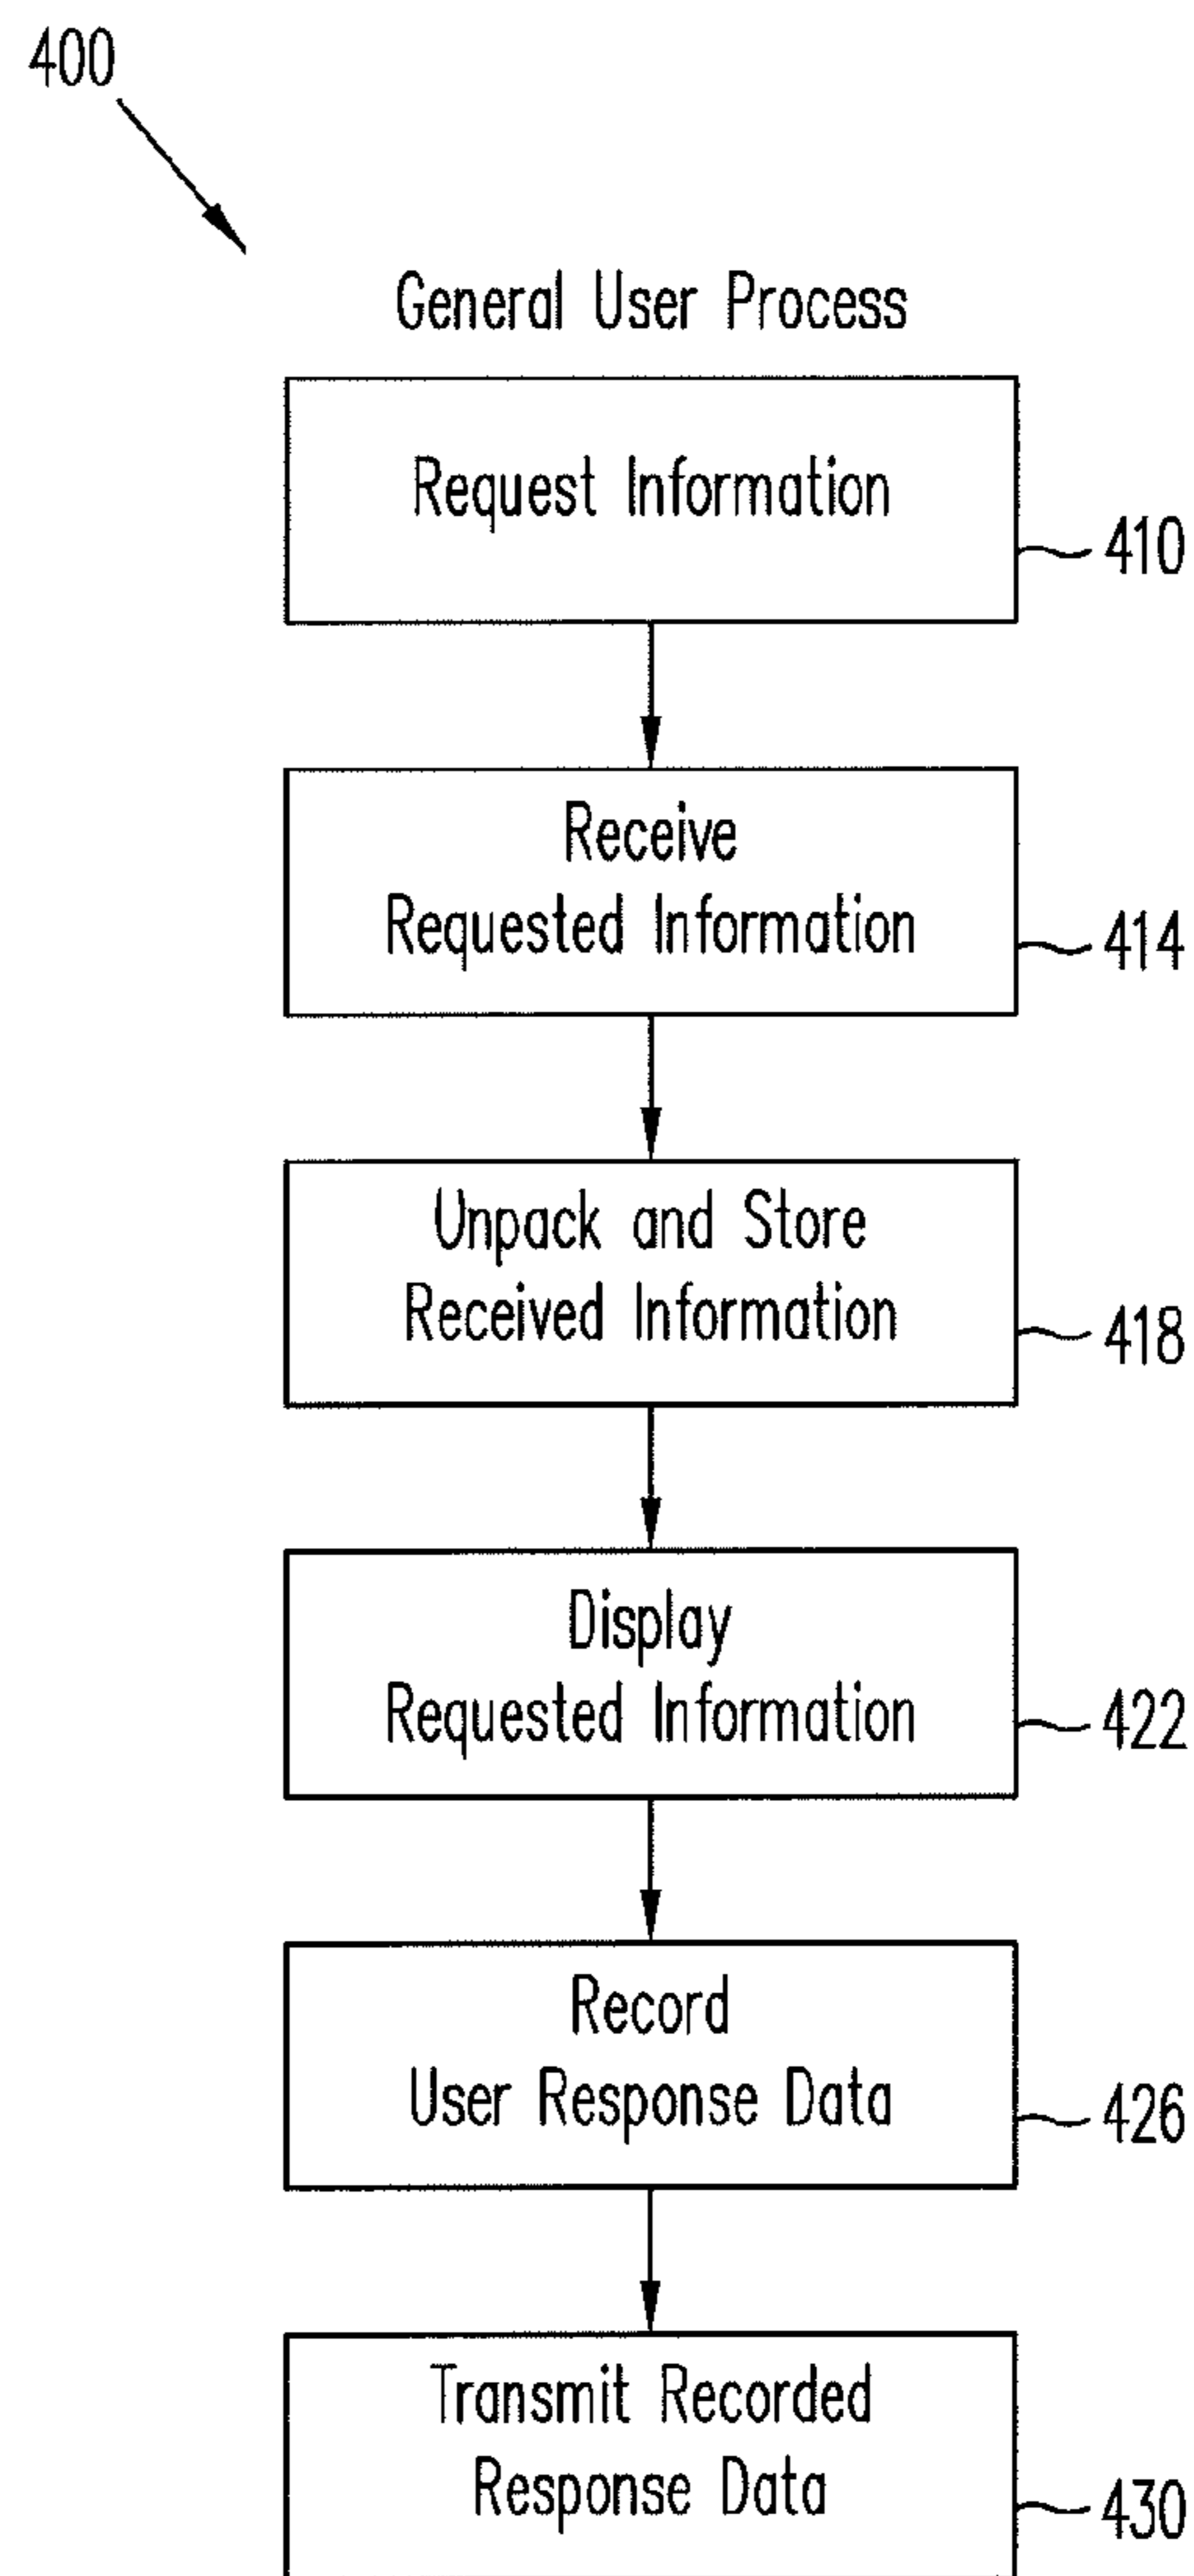 400
General User Process
Request Information
410
Receive
Requested Information
414
Unpack and Store
Received Information
418
Display
Requested Information
422
Record
User Response Data
426
Transmit Recorded
Response Data
430